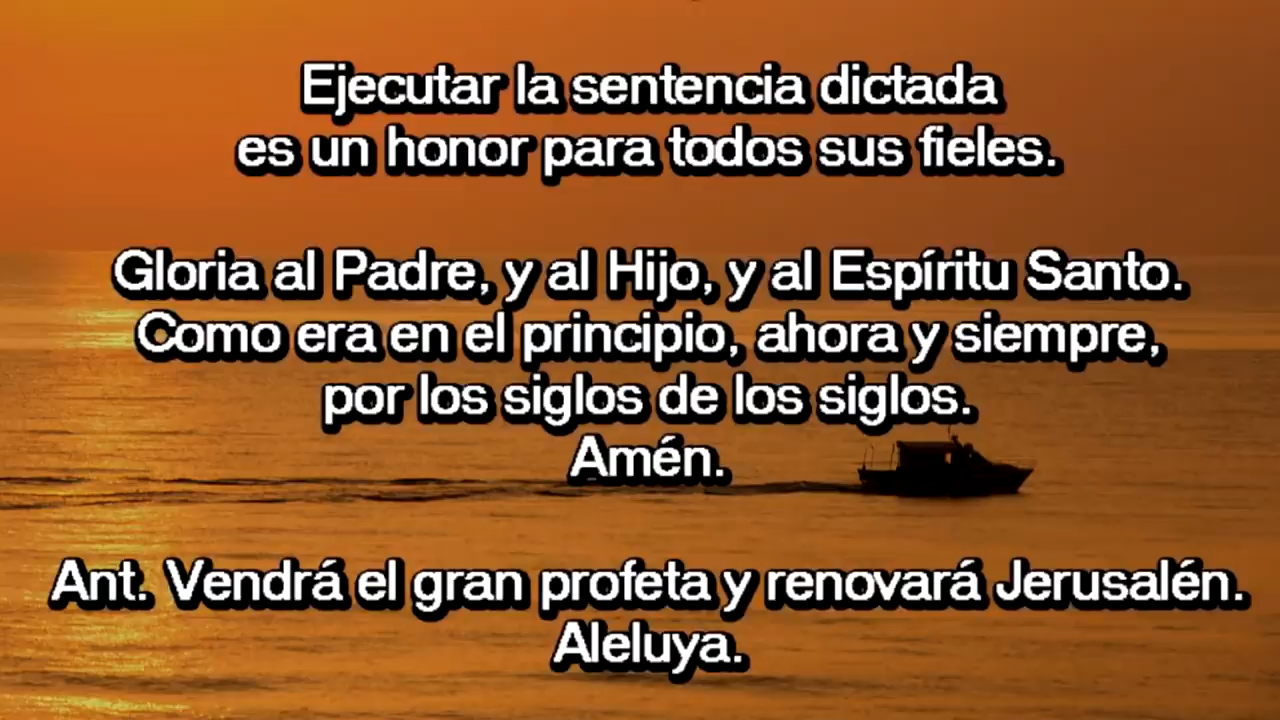 Ejecutar la sentencia dictada
es un honor para todos sus fieles.
Gloria al Padre, y al Hijo, y al Espíritu Santo.
Como era en el principio, ahora y siempre,
por los siglos de los siglos.
Amén.
Ant. Vendrá el gran profeta y renovará Jerusalén.
Aleluya.